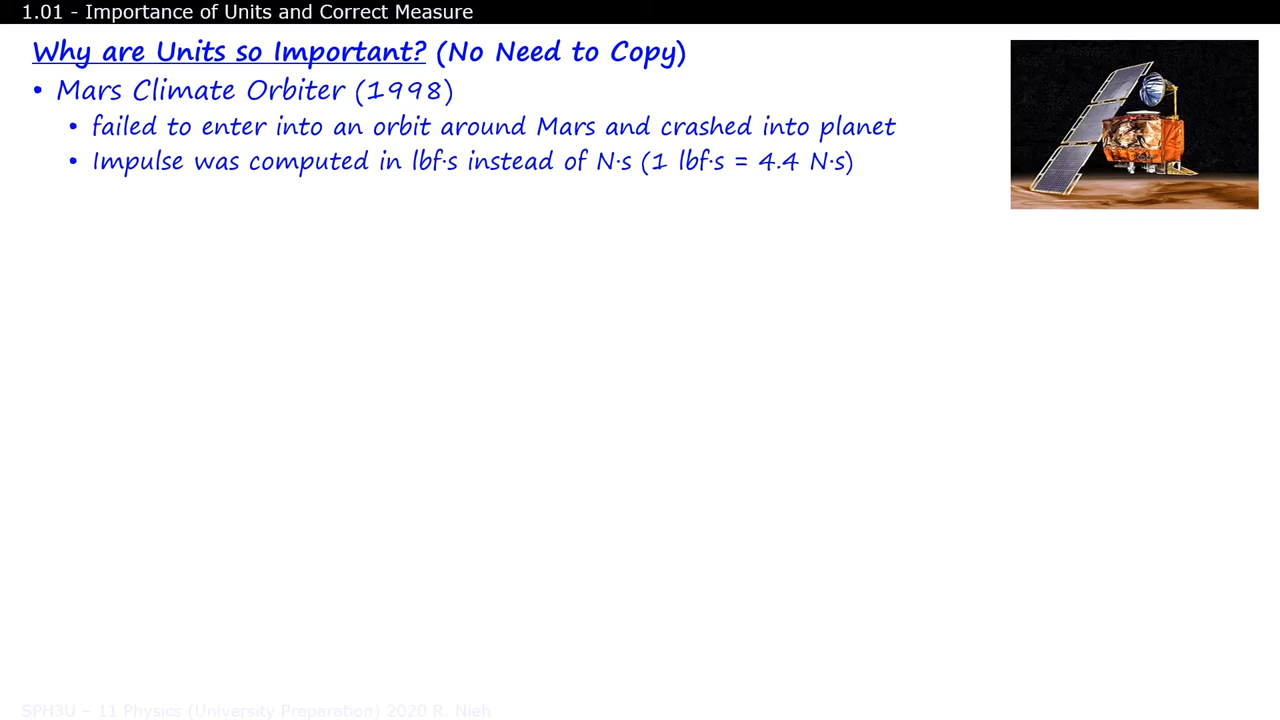 1.01 - Importance of Units and Correct Measure
Why are Units so Important? (No Need to Copy)
• Mars Climate Orbiter (1998)
• failed to enter into an orbit around Mars and crashed into planet
• Impulse was computed in lbf·s instead of N·s (1 lbf·s = 4.4 N·s)
SPH3U – 11 Physics (University Preparation) 2020 R. Nieh